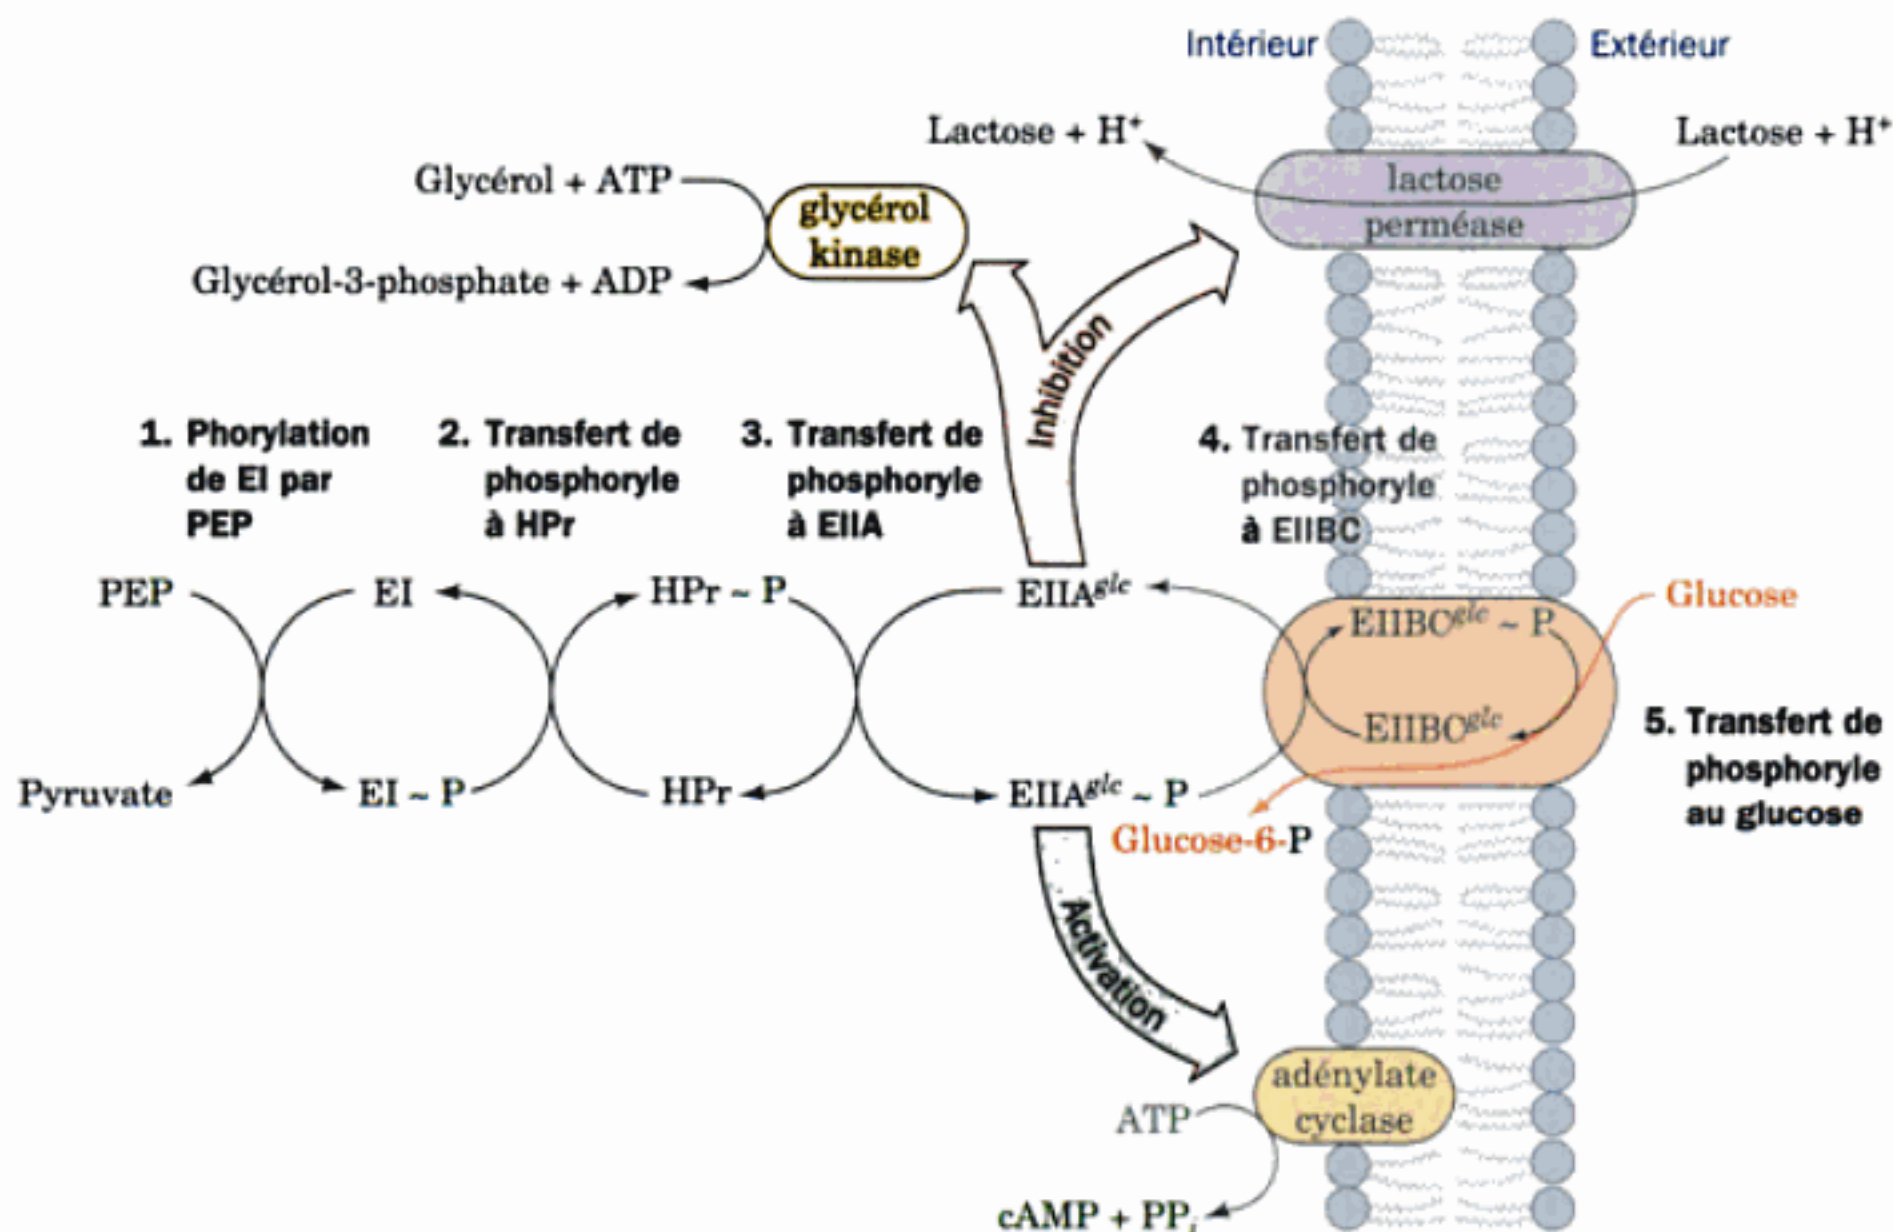 Intérieur
Extérieur
Lactose + H⁺
Lactose + H⁺
Glycérol + ATP
glycérol
kinase
lactose
perméase
Glycérol-3-phosphate + ADP
Inhibition
1. Phorylation
de EI par
PEP
2. Transfert de
phosphoryle
à HPr
3. Transfert de
phosphoryle
à EIIA
4. Transfert de
phosphoryle
à EIIBC
PEP
EI
HPr ~ P
EIIAᵍˡᶜ
EIIBCᵍˡᶜ ~ P
Glucose
EIIBCᵍˡᶜ
5. Transfert de
phosphoryle
au glucose
Pyruvate
EI ~ P
HPr
EIIAᵍˡᶜ ~ P
Glucose-6-P
Activation
adénylate
cyclase
ATP
cAMP + PPᵢ